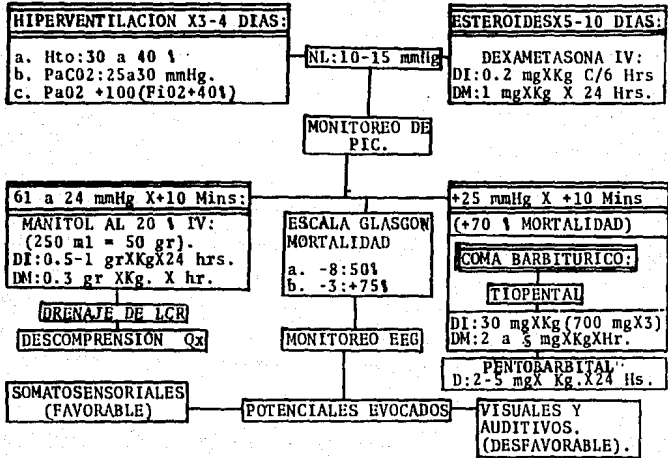 HIPERVENTILACION X3-4 DIAS:
a. Hto:30 a 40 %
b. PaCO2:25a30 mmHg.
c. PaO2 +100(FiO2+40%)
NL:10-15 mmHg
ESTEROIDESX5-10 DIAS:
DEXAMETASONA IV:
DI:0.2 mgXKg C/6 Hrs
DM:1 mgXKg X 24 Hrs.
MONITOREO DE
PIC.
61 a 24 mmHg X+10 Mins:
MANITOL AL 20 % IV:
(250 ml = 50 gr).
DI:0.5-1 grXKgX24 hrs.
DM:0.3 gr XKg. X hr.
DRENAJE DE LCR
DESCOMPRENSIÓN Qx
ESCALA GLASGOW
MORTALIDAD
a. -8:50%
b. -3:+75%
MONITOREO EEG
+25 mmHg X +10 Mins
(+70 % MORTALIDAD)
COMA BARBITURICO:
TIOPENTAL
DI:30 mgXKg(700 mgX3)
DM:2 a 5 mgXKgXHr.
PENTOBARBITAL
D:2-5 mgX Kg.X24 Hs.
SOMATOSENSORIALES
(FAVORABLE)
POTENCIALES EVOCADOS
VISUALES Y
AUDITIVOS.
(DESFAVORABLE).